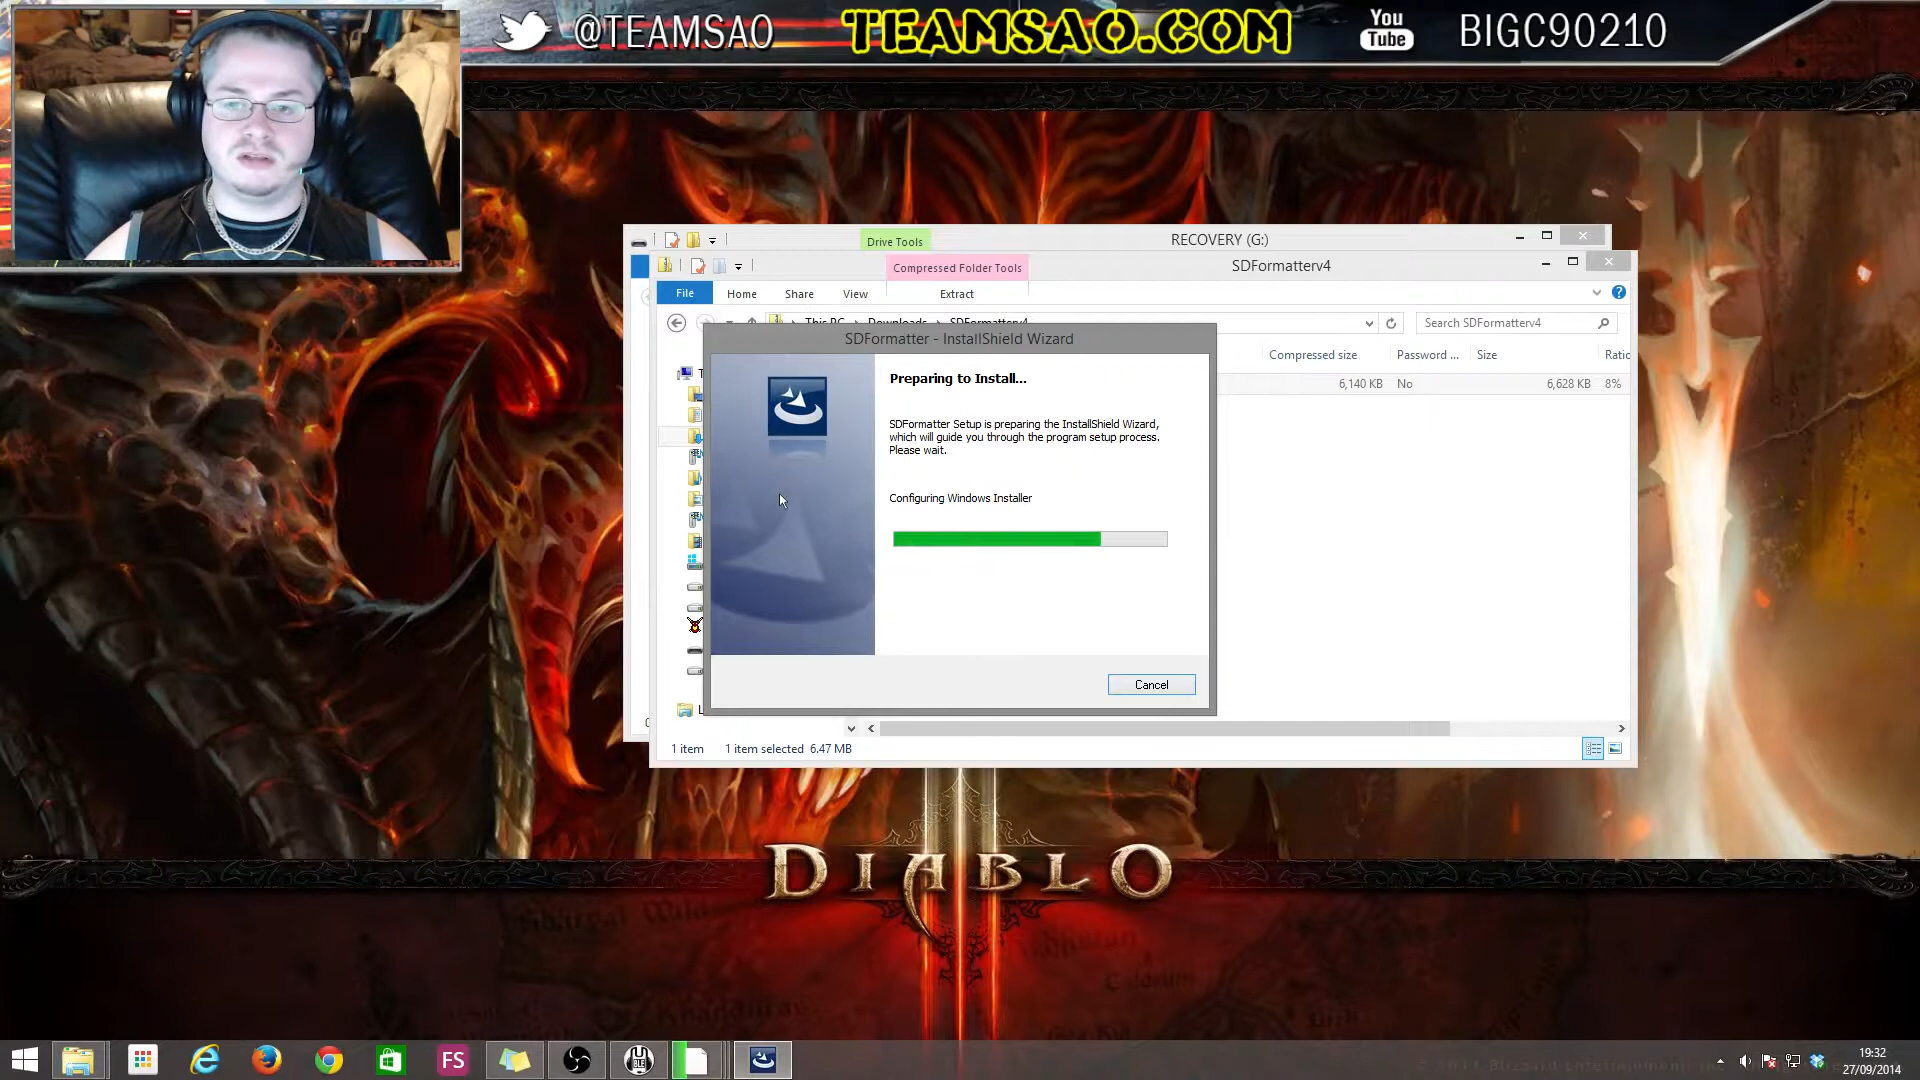 @TEAMSAO
TEAMSAO.COM
You
Tube
BIGC90210
Drive Tools
RECOVERY (G:)
Compressed Folder Tools
SDFormatterv4
File
Home
Share
View
Extract
This PC
Downloads
SDFormatterv4
Search SDFormatterv4
SDFormatter - InstallShield Wizard
Compressed size
Password ...
Size
Ratio
6,140 KB
No
6,628 KB
8%
Preparing to Install...
SDFormatter Setup is preparing the InstallShield Wizard,
which will guide you through the program setup process.
Please wait.
Configuring Windows Installer
Cancel
1 item
1 item selected 6.47 MB
DIABLO
FS
19:32
27/09/2014